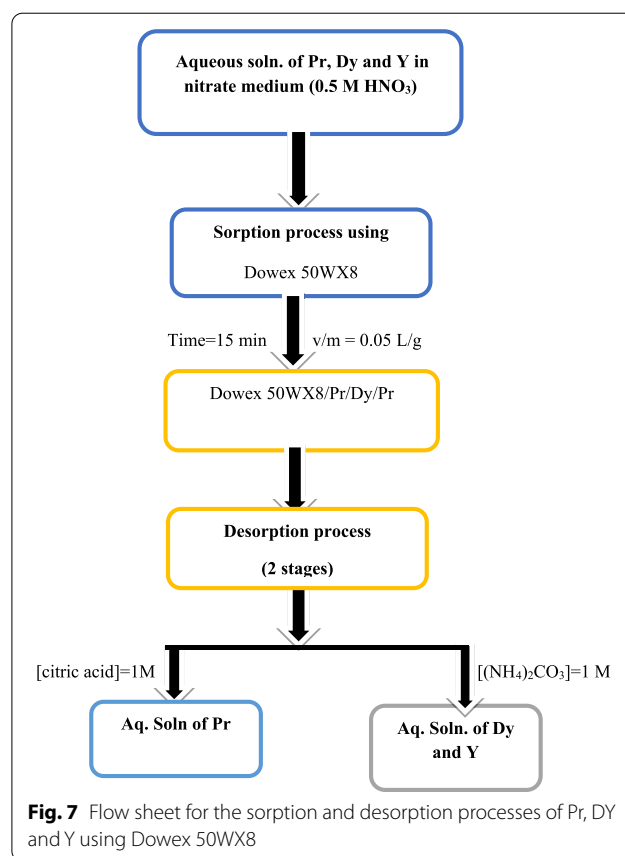 Aqueous soln. of Pr, Dy and Y in
nitrate medium (0.5 M HNO₃)
Sorption process using
Dowex 50WX8
Time=15 min v/m = 0.05 L/g
Dowex 50WX8/Pr/Dy/Pr
Desorption process
(2 stages)
[citric acid]=1M [(NH₄)₂CO₃]=1 M
Aq. Soln of Pr
Aq. Soln. of Dy
and Y
Fig. 7 Flow sheet for the sorption and desorption processes of Pr, DY
and Y using Dowex 50WX8